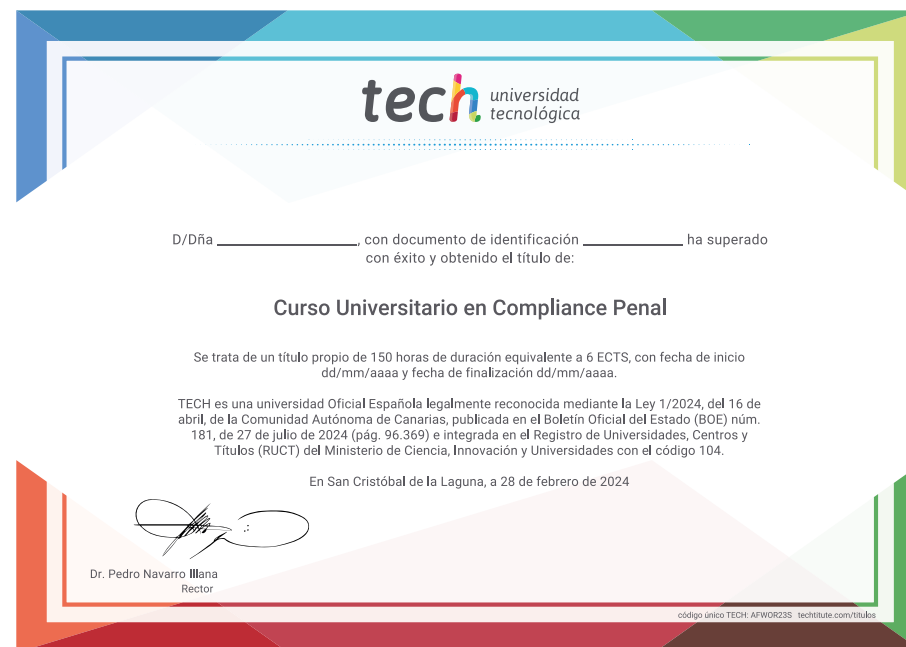 tech universidad
tecnológica
D/Dña ____________, con documento de identificación ____________ ha superado
con éxito y obtenido el título de:
Curso Universitario en Compliance Penal
Se trata de un título propio de 150 horas de duración equivalente a 6 ECTS, con fecha de inicio
dd/mm/aaaa y fecha de finalización dd/mm/aaaa.
TECH es una universidad Oficial Española legalmente reconocida mediante la Ley 1/2024, del 16 de
abril, de la Comunidad Autónoma de Canarias, publicada en el Boletín Oficial del Estado (BOE) núm.
181, de 27 de julio de 2024 (pág. 96.369) e integrada en el Registro de Universidades, Centros y
Títulos (RUCT) del Ministerio de Ciencia, Innovación y Universidades con el código 104.
En San Cristóbal de la Laguna, a 28 de febrero de 2024
Dr. Pedro Navarro Illana
Rector
código único TECH: AFWOR23S techtitute.com/titulos